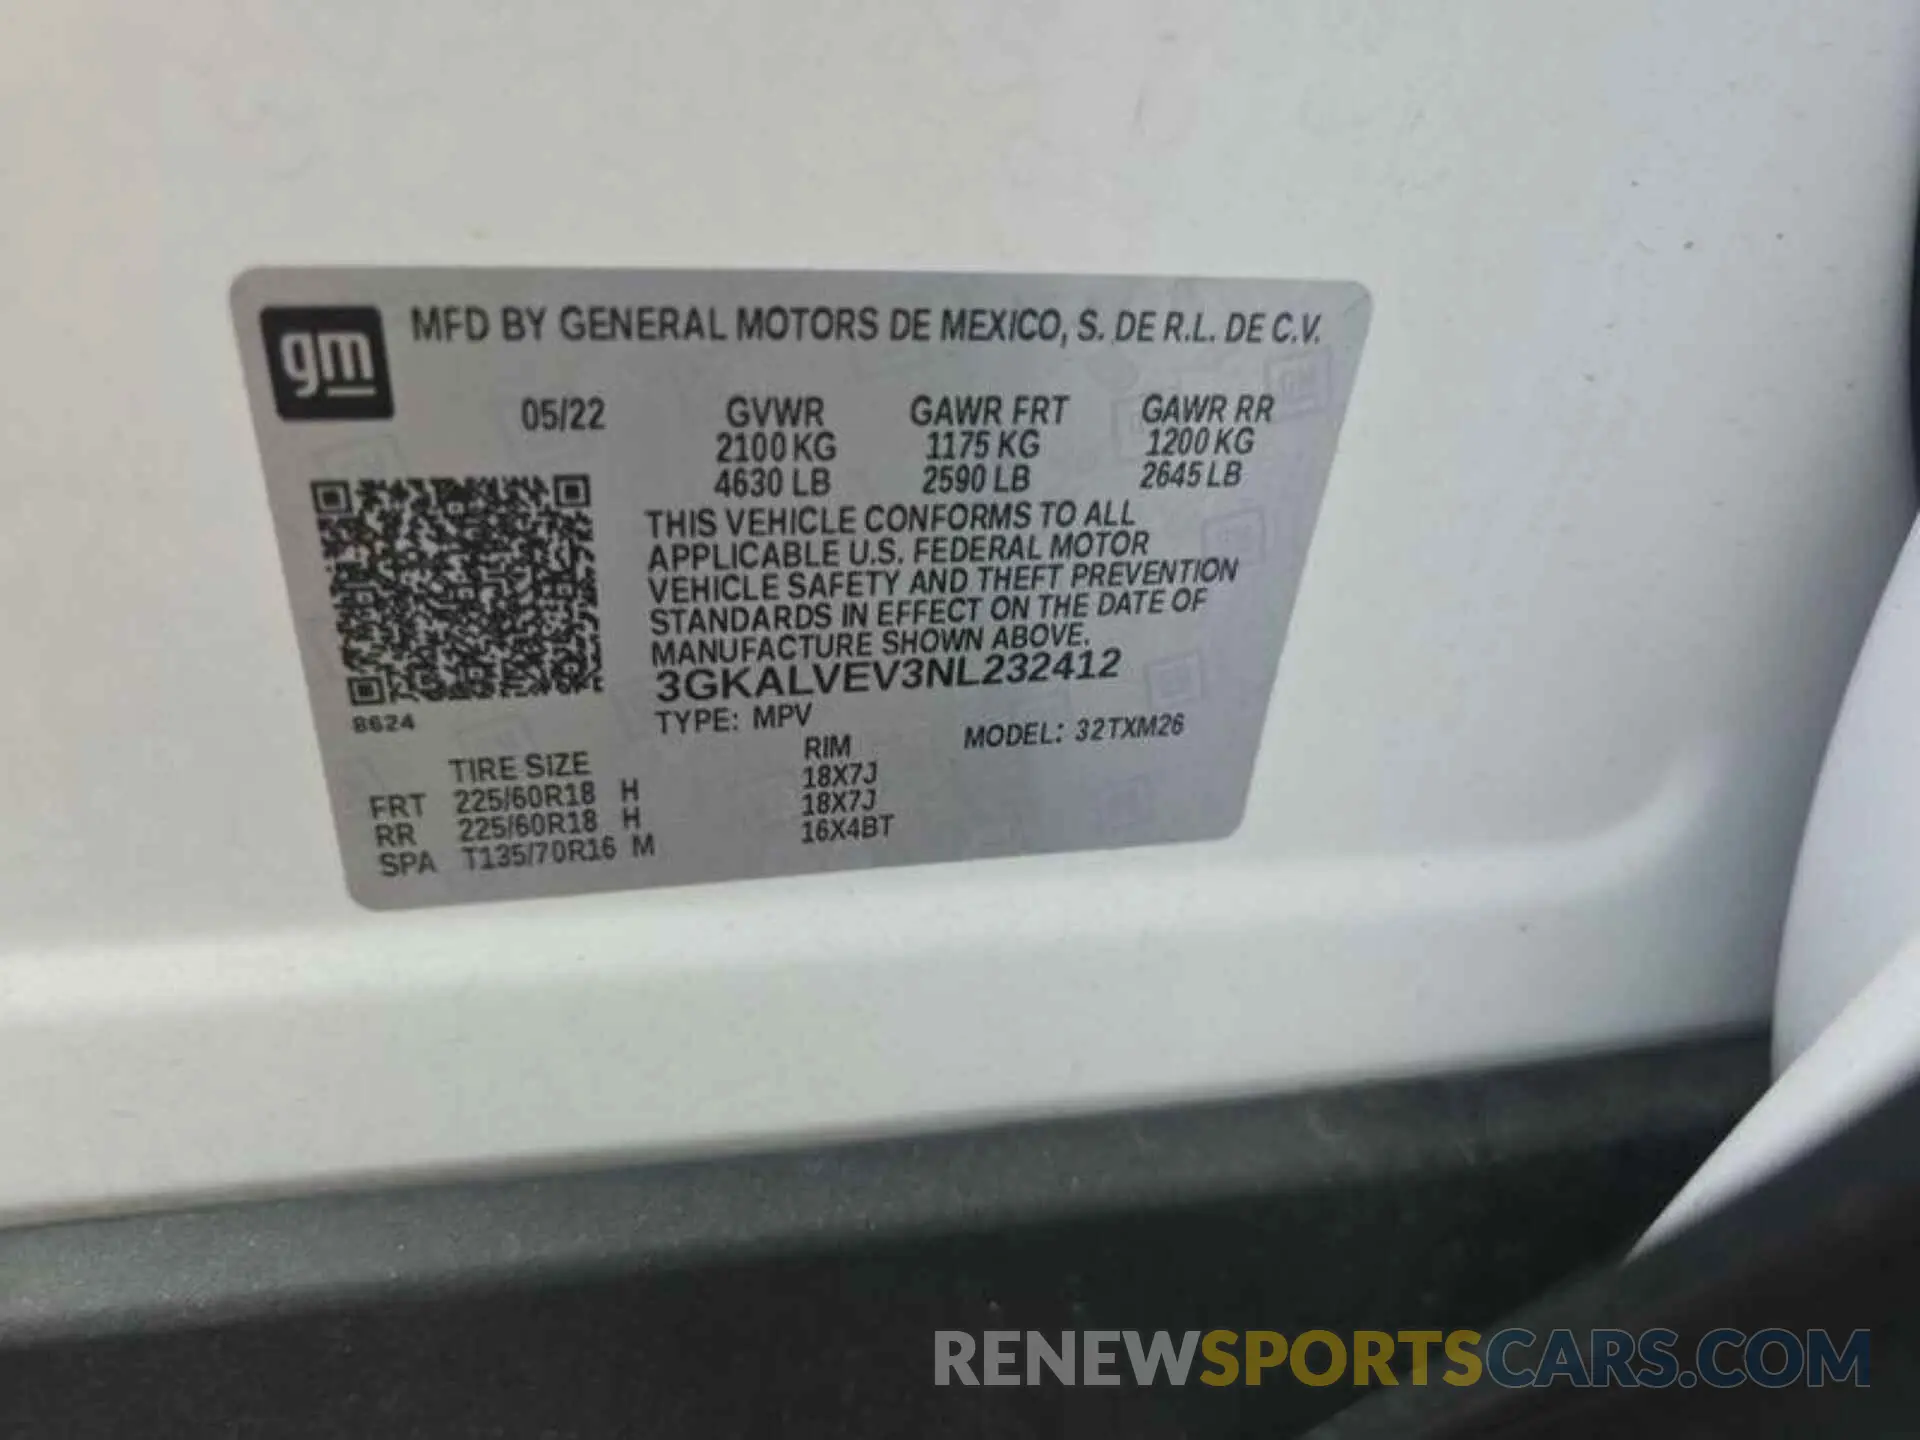 gm
MFD BY GENERAL MOTORS DE MEXICO, S. DE R.L. DE C.V.
05/22 GVWR GAWR FRT GAWR RR
2100 KG 1175 KG 1200 KG
4630 LB 2590 LB 2645 LB
THIS VEHICLE CONFORMS TO ALL
APPLICABLE U.S. FEDERAL MOTOR
VEHICLE SAFETY AND THEFT PREVENTION
STANDARDS IN EFFECT ON THE DATE OF
MANUFACTURE SHOWN ABOVE.
3GKALVEV3NL232412
8624
TYPE: MPV MODEL: 32TXM26
TIRE SIZE RIM
FRT 225/60R18 H 18X7J
RR 225/60R18 H 18X7J
SPA T135/70R16 M 16X4BT
RENEWSPORTSCARS.COM